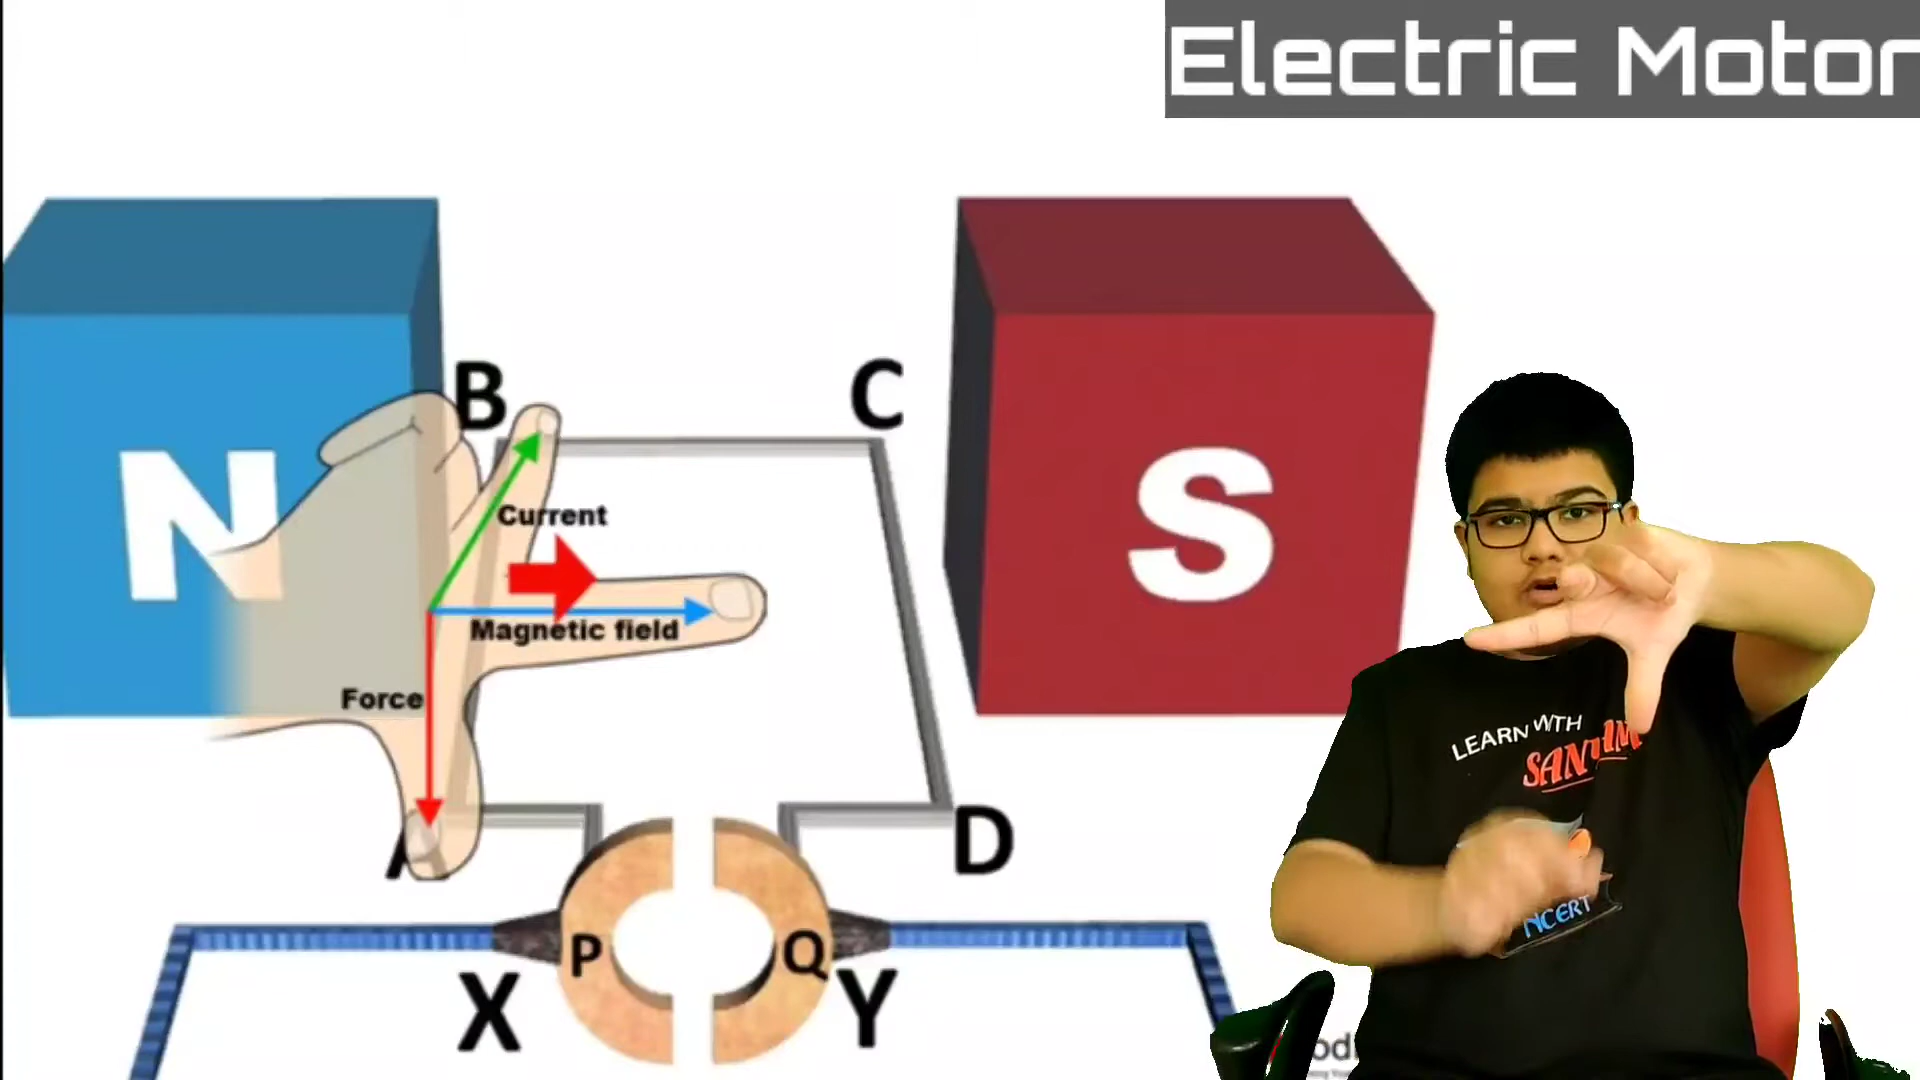 Electric Motor
N
S
B
C
Current
Magnetic field
Force
A
D
P
Q
X
Y
LEARN WITH
NCERT